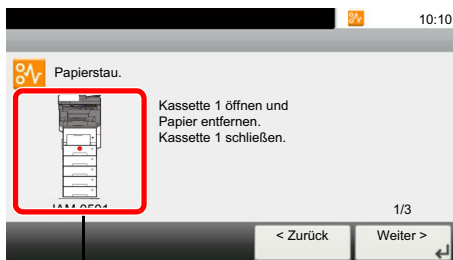 10:10
Papierstau.
Kassette 1 öffnen und
Papier entfernen.
Kassette 1 schließen.
1/3
< Zurück
Weiter >